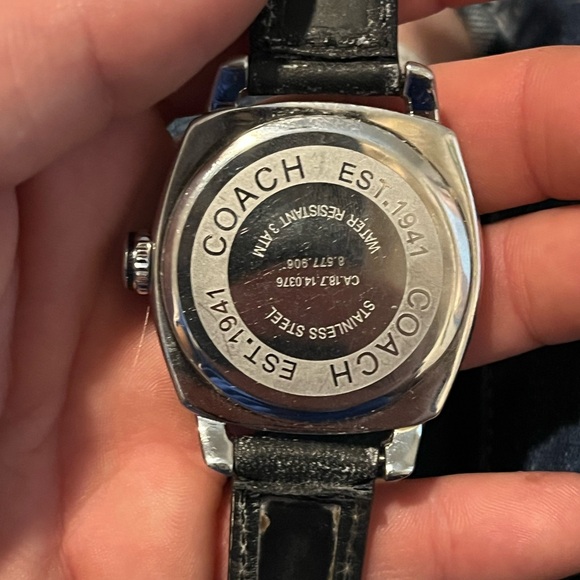 COACH EST. 1941
COACH EST. 1941
STAINLESS STEEL
CA.18.7.14.0376
8.577.906
WATER RESISTANT 3 ATM